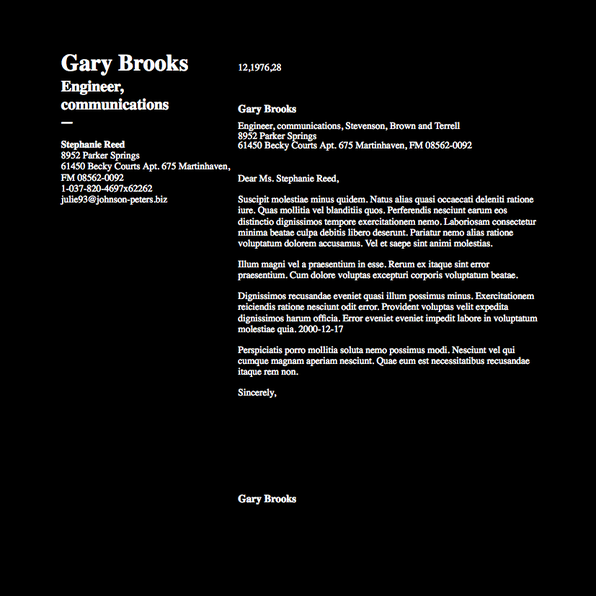 Gary Brooks
Engineer,
communications
—
Stephanie Reed
8952 Parker Springs
61450 Becky Courts Apt. 675 Martinhaven,
FM 08562-0092
1-037-820-4697x62262
julie93@johnson-peters.biz
12,1976,28
Gary Brooks
Engineer, communications, Stevenson, Brown and Terrell
8952 Parker Springs
61450 Becky Courts Apt. 675 Martinhaven, FM 08562-0092
Dear Ms. Stephanie Reed,
Suscipit molestiae minus quidem. Natus alias quasi occaecati deleniti ratione
iure. Quas mollitia vel blanditiis quos. Perferendis nesciunt earum eos
distinctio dignissimos tempore exercitationem nemo. Laboriosam consectetur
minima beatae culpa debitis libero deserunt. Pariatur nemo alias ratione
voluptatum dolorem accusamus. Vel et saepe sint animi molestias.
Illum magni vel a praesentium in esse. Rerum ex itaque sint error
praesentium. Cum dolore voluptas excepturi corporis voluptatum beatae.
Dignissimos recusandae eveniet quasi illum possimus minus. Exercitationem
reiciendis ratione nesciunt odit error. Provident voluptas velit expedita
dignissimos harum officia. Error eveniet eveniet impedit labore in voluptatum
molestiae quia. 2000-12-17
Perspiciatis porro mollitia soluta nemo possimus modi. Nesciunt vel qui
cumque magnam aperiam nesciunt. Quae eum est necessitatibus recusandae
itaque rem non.
Sincerely,
Gary Brooks